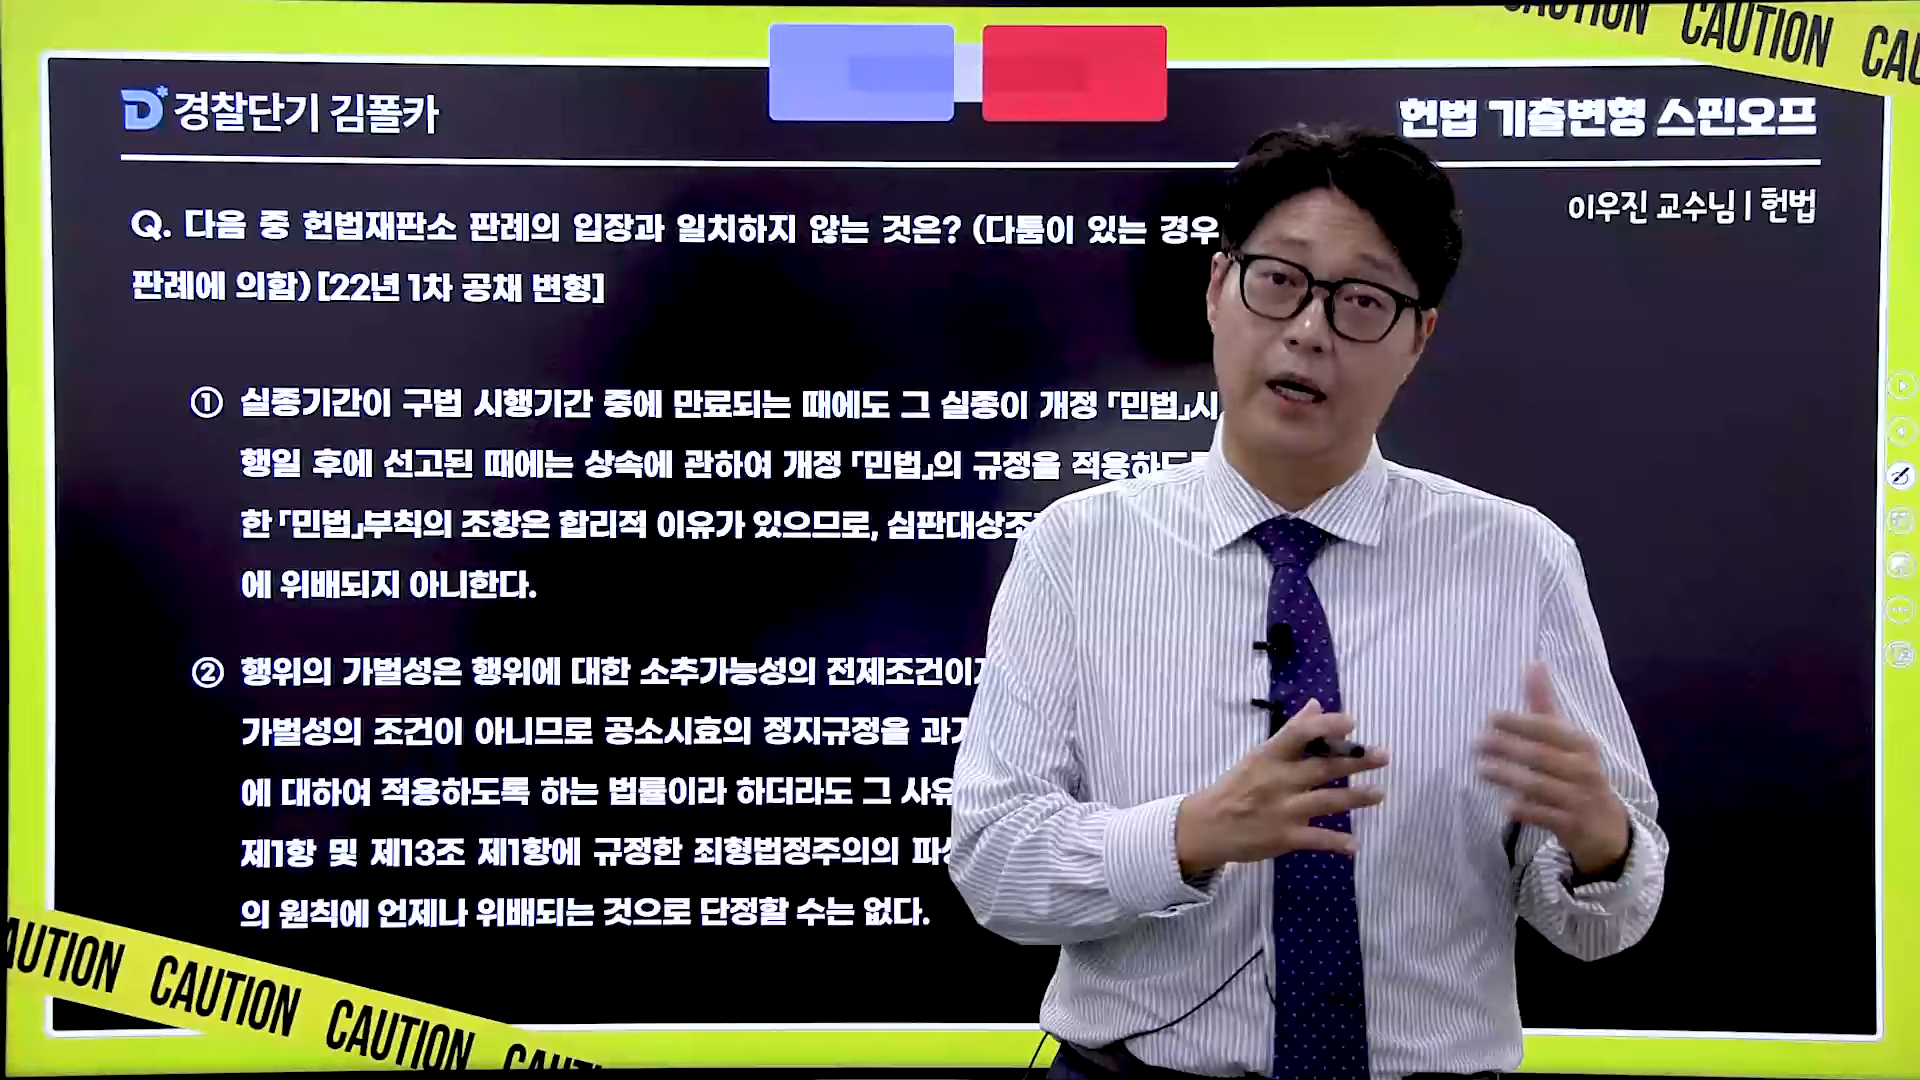 CAUTION CAUTION CAU
경찰단기 김폴카
헌법 기출변형 스핀오프
이우진 교수님 | 헌법
Q. 다음 중 헌법재판소 판례의 입장과 일치하지 않는 것은? (다툼이 있는 경우
판례에 의함) [22년 1차 공채 변형]
① 실종기간이 구법 시행기간 중에 만료되는 때에도 그 실종이 개정 「민법」시
행일 후에 선고된 때에는 상속에 관하여 개정 「민법」의 규정을 적용하도록
한 「민법」부칙의 조항은 합리적 이유가 있으므로, 심판대상조
에 위배되지 아니한다.
② 행위의 가벌성은 행위에 대한 소추가능성의 전제조건이지
가벌성의 조건이 아니므로 공소시효의 정지규정을 과거
에 대하여 적용하도록 하는 법률이라 하더라도 그 사유
제1항 및 제13조 제1항에 규정한 죄형법정주의의 파생
의 원칙에 언제나 위배되는 것으로 단정할 수는 없다.
AUTION CAUTION CAUTION CAUT